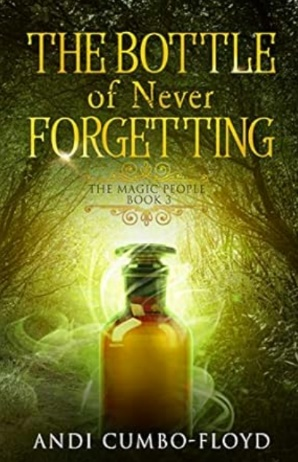 THE BOTTLE
of Never
FORGETTING
THE MAGIC PEOPLE
BOOK 3
ANDI CUMBO-FLOYD